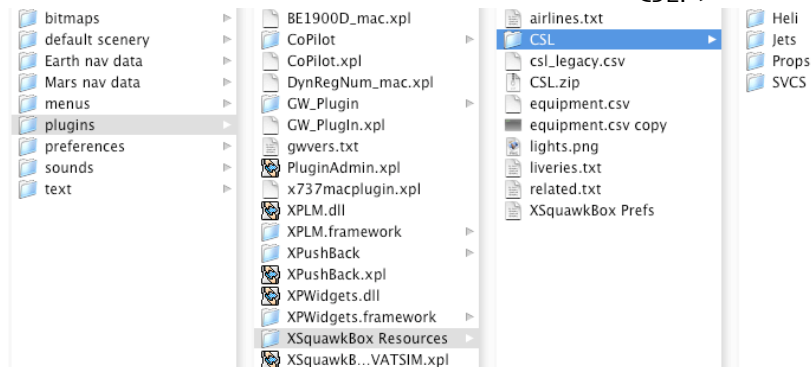 bitmaps
default scenery
Earth nav data
Mars nav data
menus
plugins
preferences
sounds
text
BE1900D_mac.xpl
CoPilot
CoPilot.xpl
DynRegNum_mac.xpl
GW_Plugin
GW_PlugIn.xpl
gwvers.txt
PluginAdmin.xpl
x737macplugin.xpl
XPLM.dll
XPLM.framework
XPushBack
XPushBack.xpl
XPWidgets.dll
XPWidgets.framework
XSquawkBox Resources
XSquawkB...VATSIM.xpl
airlines.txt
CSL
csl_legacy.csv
CSL.zip
equipment.csv
equipment.csv copy
lights.png
liveries.txt
related.txt
XSquawkBox Prefs
Heli
Jets
Props
SVCS